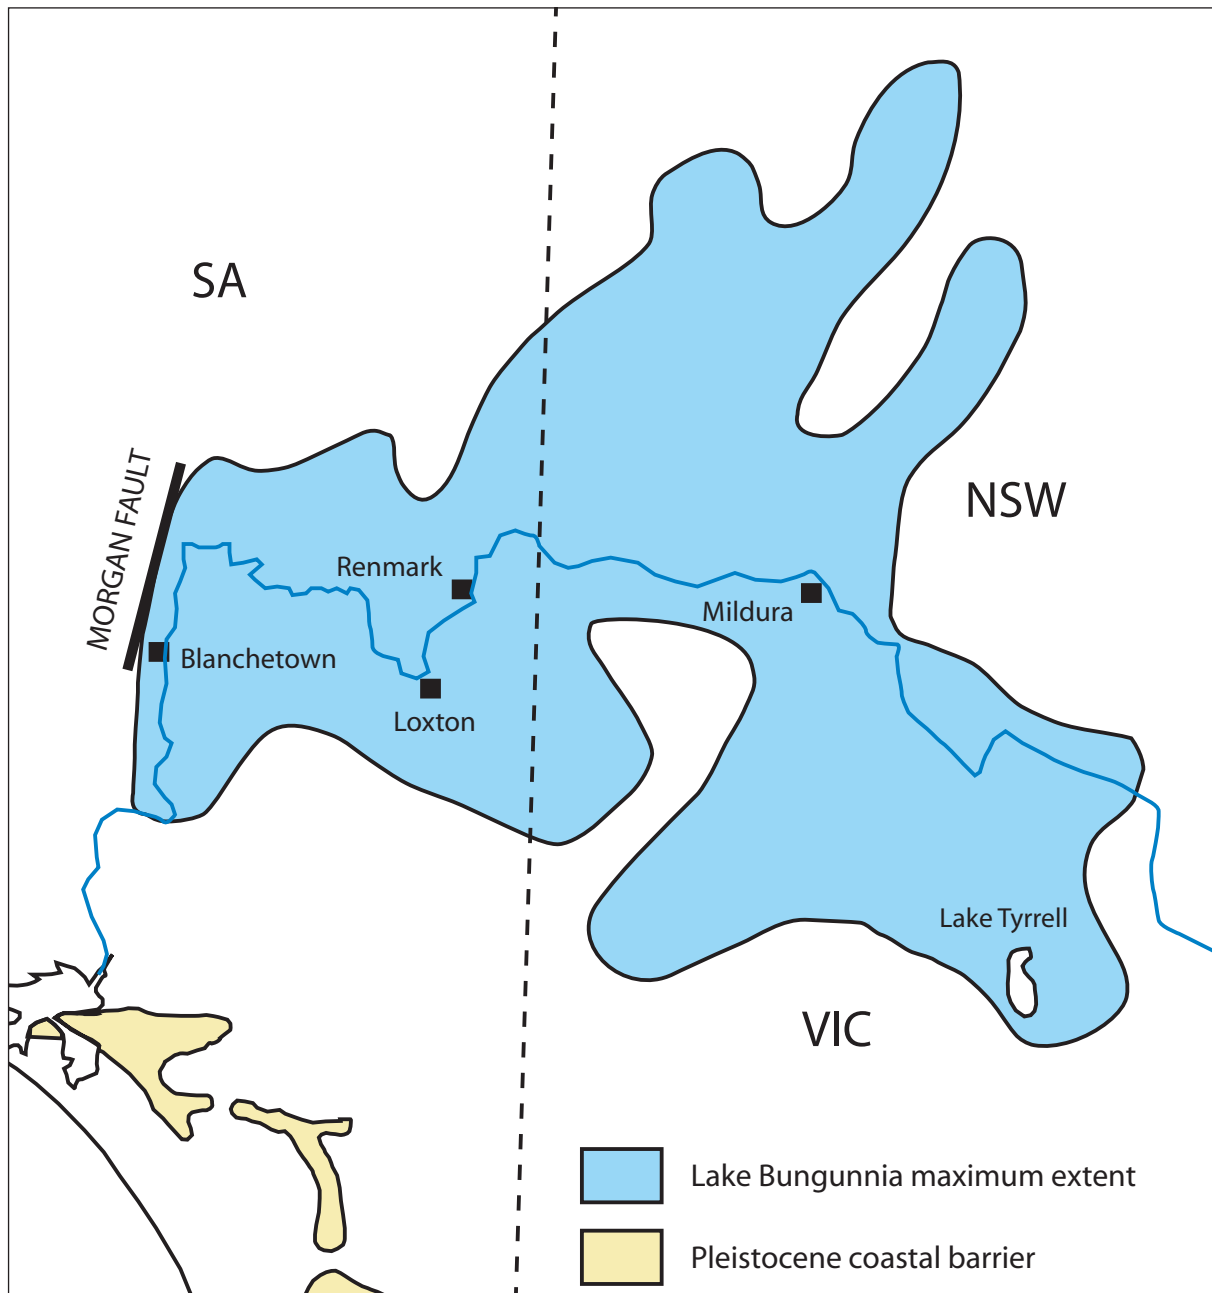 SA
MORGAN FAULT
NSW
Renmark
Mildura
Blanchetown
Loxton
Lake Tyrrell
VIC
Lake Bungunnia maximum extent
Pleistocene coastal barrier